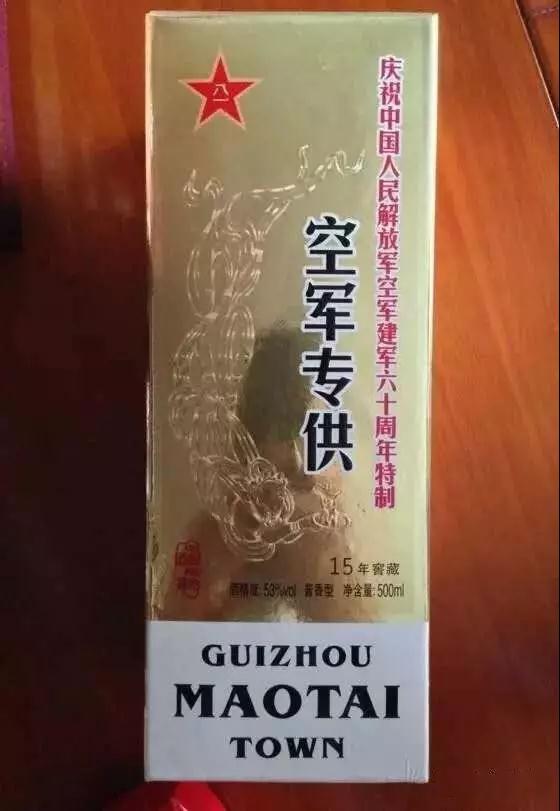 八一
庆祝中国人民解放军空军建军六十周年特制
空军专供
15年窖藏
酒精度:53%vol 酱香型 净含量:500ml
GUIZHOU
MAOTAI
TOWN